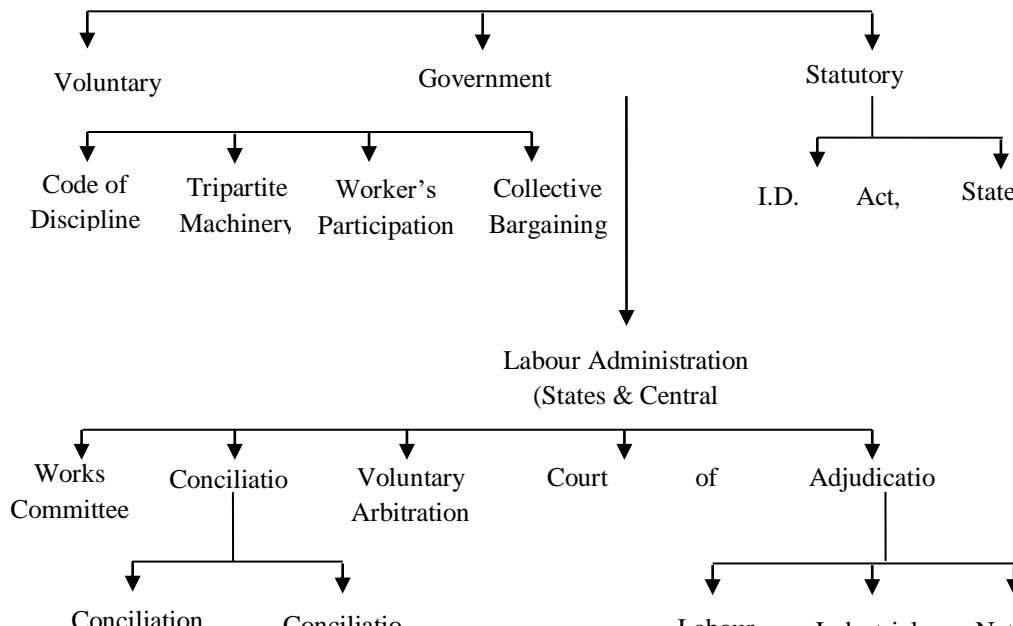 Voluntary
Government
Statutory
Code of
Discipline
Tripartite
Machinery
Worker's
Participation
Collective
Bargaining
I.D. Act,
State
Labour Administration
(States & Central
Works
Committee
Conciliatio
Voluntary
Arbitration
Court of
Adjudicatio
Conciliation
Conciliatio
Labour
Industrial